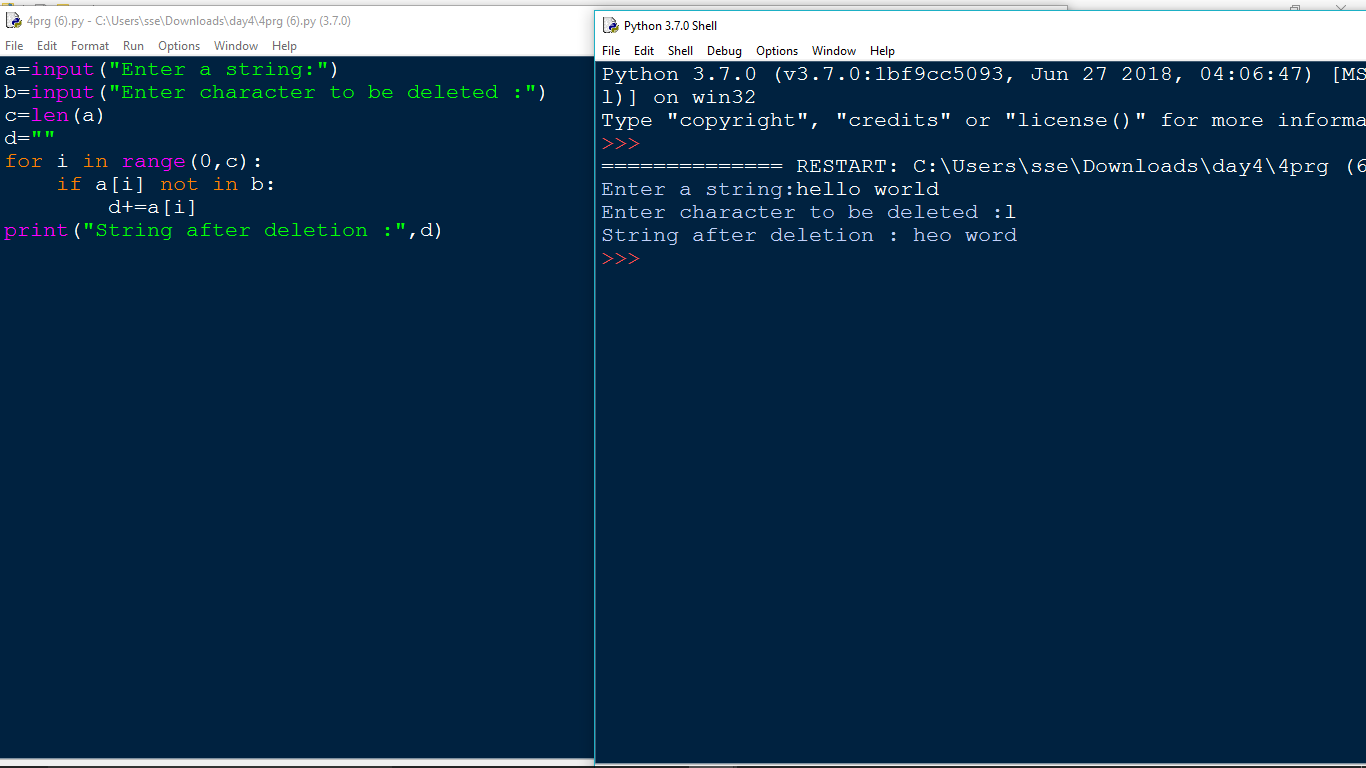 4prg (6).py - C:\Users\sse\Downloads\day4\4prg (6).py (3.7.0)
File Edit Format Run Options Window Help
a=input("Enter a string:")
b=input("Enter character to be deleted :")
c=len(a)
d=""
for i in range(0,c):
    if a[i] not in b:
        d+=a[i]
print("String after deletion :",d)
Python 3.7.0 Shell
File Edit Shell Debug Options Window Help
Python 3.7.0 (v3.7.0:1bf9cc5093, Jun 27 2018, 04:06:47) [MS
l)] on win32
Type "copyright", "credits" or "license()" for more informa
>>>
============== RESTART: C:\Users\sse\Downloads\day4\4prg (6
Enter a string:hello world
Enter character to be deleted :l
String after deletion : heo word
>>>